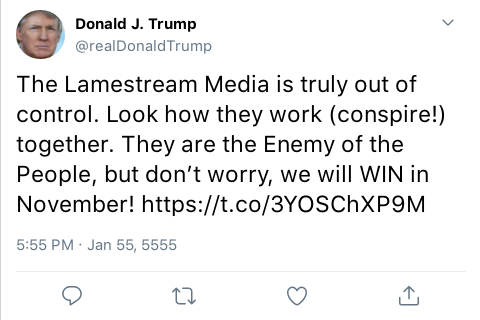 Donald J. Trump
@realDonaldTrump
The Lamestream Media is truly out of
control. Look how they work (conspire!)
together. They are the Enemy of the
People, but don’t worry, we will WIN in
November! https://t.co/3YOSChXP9M
5:55 PM · Jan 55, 5555